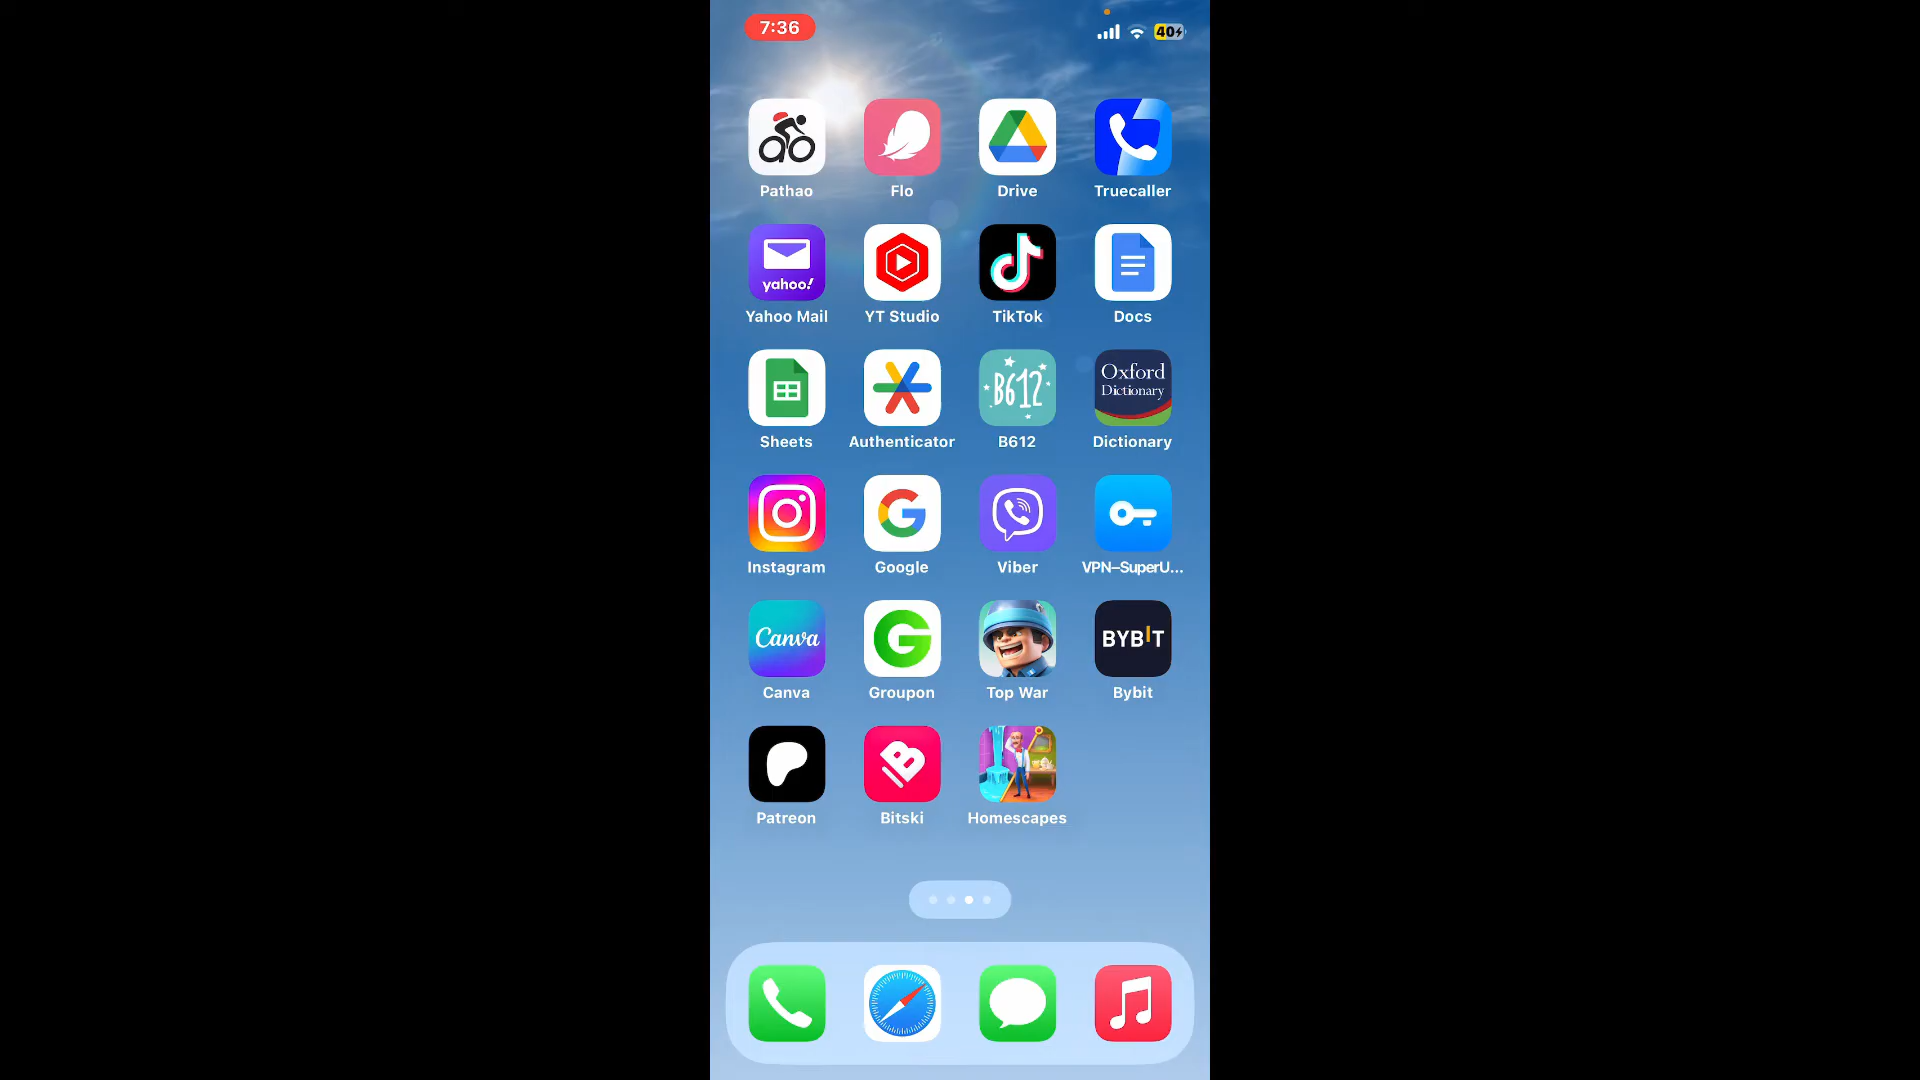 7:36
40
Pathao Flo Drive Truecaller
yahoo!
Yahoo Mail YT Studio TikTok Docs
B612
Oxford
Dictionary
Sheets Authenticator B612 Dictionary
Instagram Google Viber VPN–SuperU...
Canva
BYBIT
Canva Groupon Top War Bybit
Patreon Bitski Homescapes